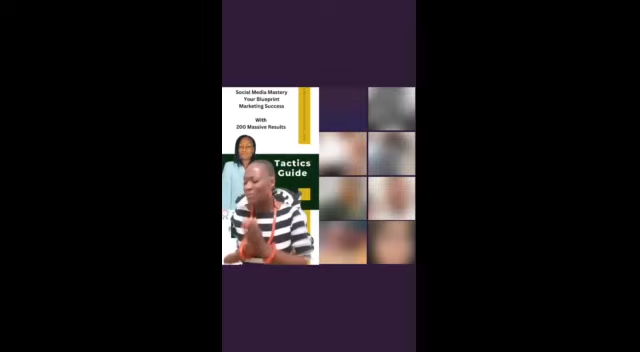 Social Media Mastery
Your Blueprint
Marketing Success
With
200 Massive Results
Tactics
Guide